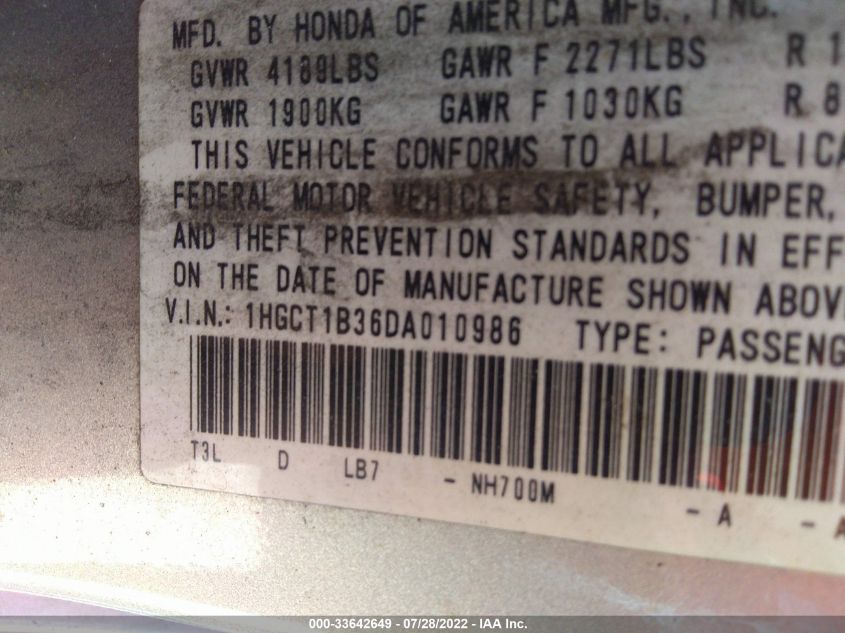 MFD. BY HONDA OF AMERICA MFG., INC.
GVWR 4189LBS GAWR F 2271LBS R 1
GVWR 1900KG GAWR F 1030KG R 8
THIS VEHICLE CONFORMS TO ALL APPLICA
FEDERAL MOTOR VEHICLE SAFETY, BUMPER,
AND THEFT PREVENTION STANDARDS IN EFF
ON THE DATE OF MANUFACTURE SHOWN ABOV
V.I.N.: 1HGCT1B36DA010986 TYPE: PASSENG
T3L D LB7 - NH700M - A - A
000-33642649 / 07/28/2022 - IAA Inc.